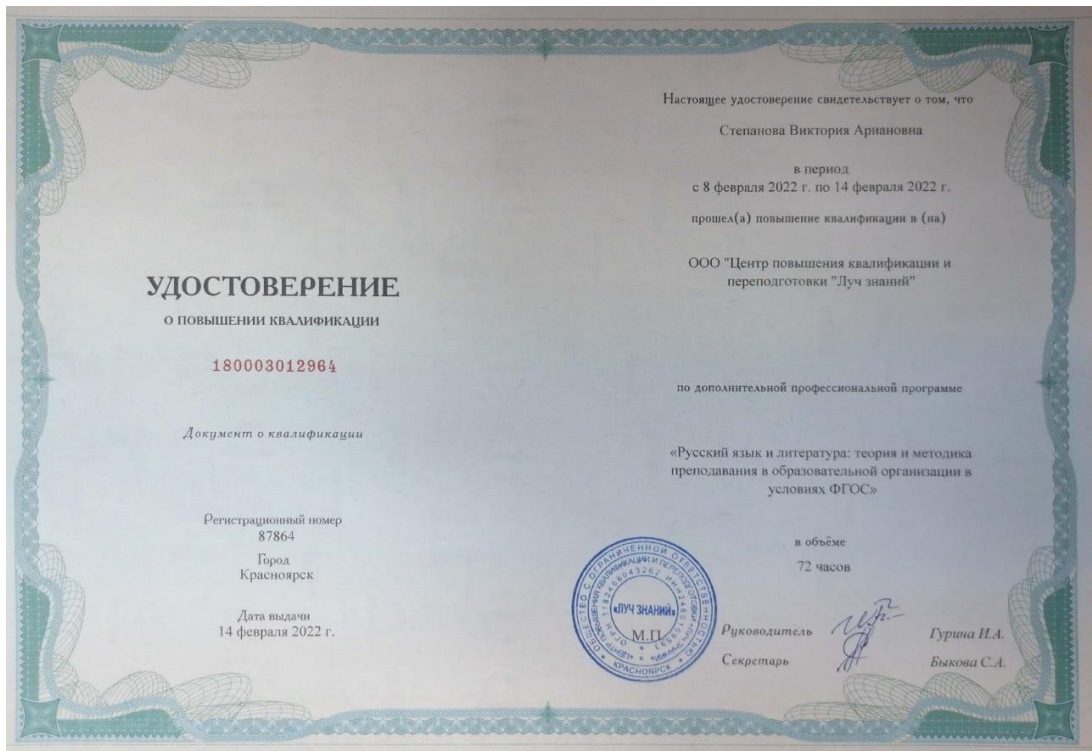 УДОСТОВЕРЕНИЕ
О ПОВЫШЕНИИ КВАЛИФИКАЦИИ
180003012964
Документ о квалификации
Регистрационный номер
87864
Город
Красноярск
Дата выдачи
14 февраля 2022 г.
Настоящее удостоверение свидетельствует о том, что
Степанова Виктория Ариановна
в период
с 8 февраля 2022 г. по 14 февраля 2022 г.
прошел(а) повышение квалификации в (на)
ООО "Центр повышения квалификации и
переподготовки "Луч знаний"
по дополнительной профессиональной программе
«Русский язык и литература: теория и методика
преподавания в образовательной организации в
условиях ФГОС»
в объёме
72 часов
ОБЩЕСТВО С ОГРАНИЧЕННОЙ ОТВЕТСТВЕННОСТЬЮ
КРАСНОЯРСК
«ЛУЧ ЗНАНИЙ»
М.П.
Руководитель
Гурина И.А.
Секретарь
Быкова С.А.